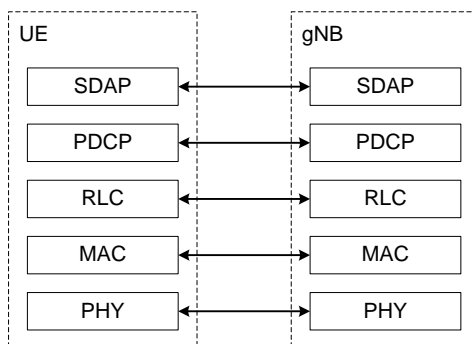 UE gNB
SDAP SDAP
PDCP PDCP
RLC RLC
MAC MAC
PHY PHY